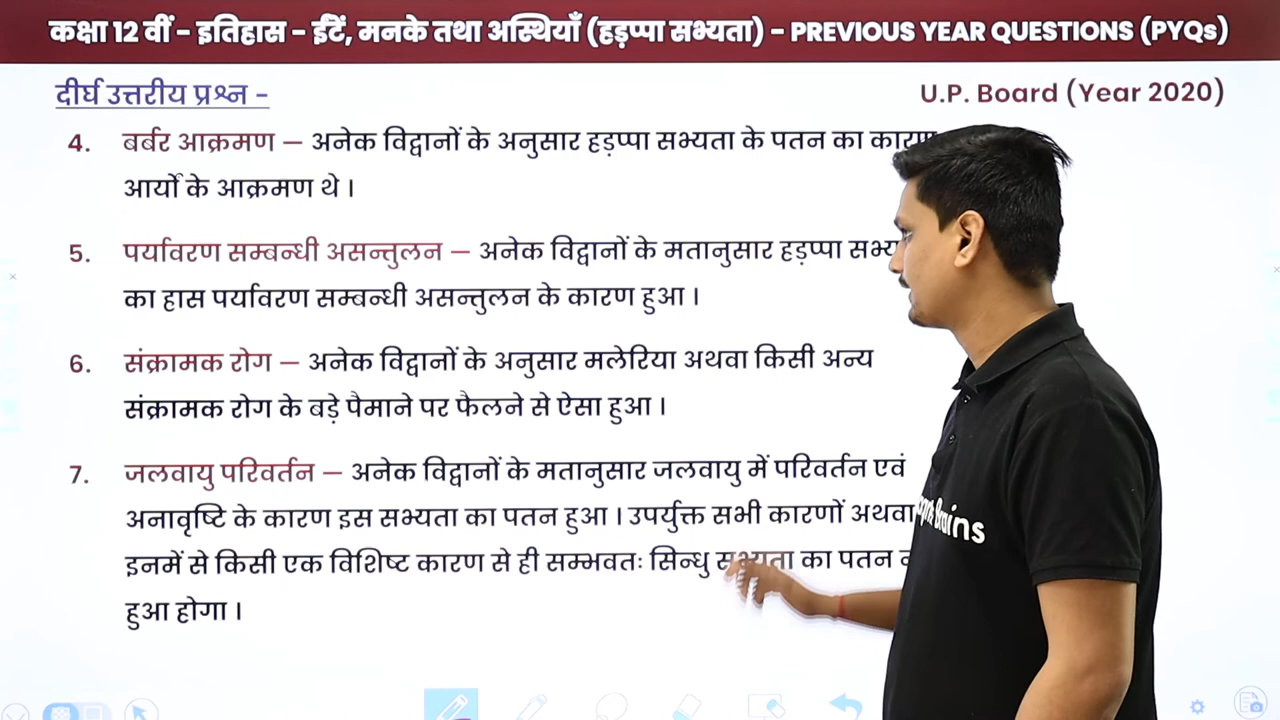 कक्षा 12 वीं - इतिहास - ईंटें, मनके तथा अस्थियाँ (हड़प्पा सभ्यता) - PREVIOUS YEAR QUESTIONS (PYQs)
दीर्घ उत्तरीय प्रश्न -
U.P. Board (Year 2020)
4. बर्बर आक्रमण — अनेक विद्वानों के अनुसार हड़प्पा सभ्यता के पतन का कारण
आर्यों के आक्रमण थे ।
5. पर्यावरण सम्बन्धी असन्तुलन — अनेक विद्वानों के मतानुसार हड़प्पा
का हास पर्यावरण सम्बन्धी असन्तुलन के कारण हुआ ।
6. संक्रामक रोग — अनेक विद्वानों के अनुसार मलेरिया अथवा किसी अन्य
संक्रामक रोग के बड़े पैमाने पर फैलने से ऐसा हुआ ।
7. जलवायु परिवर्तन — अनेक विद्वानों के मतानुसार जलवायु में परिवर्तन एवं
अनावृष्टि के कारण इस सभ्यता का पतन हुआ । उपर्युक्त सभी कारणों अथवा
इनमें से किसी एक विशिष्ट कारण से ही सम्भवतः सिन्धु सभ्यता का पतन
हुआ होगा ।